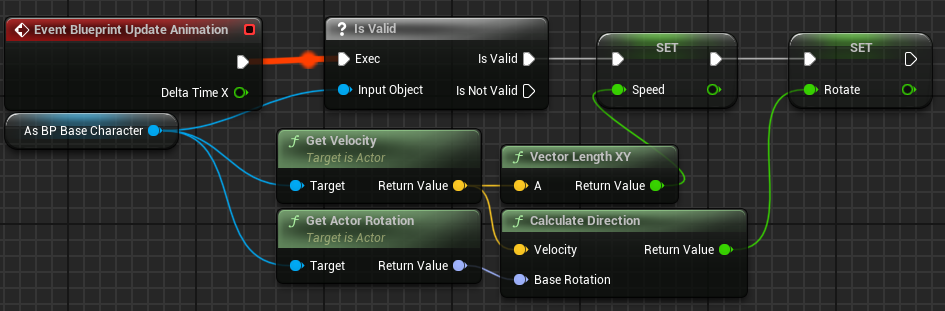 Event Blueprint Update Animation
Delta Time X
As BP Base Character
? Is Valid
Exec
Is Valid
Input Object
Is Not Valid
SET
Speed
SET
Rotate
f Get Velocity
Target is Actor
Target
Return Value
f Vector Length XY
A
Return Value
f Get Actor Rotation
Target is Actor
Target
Return Value
f Calculate Direction
Velocity
Return Value
Base Rotation